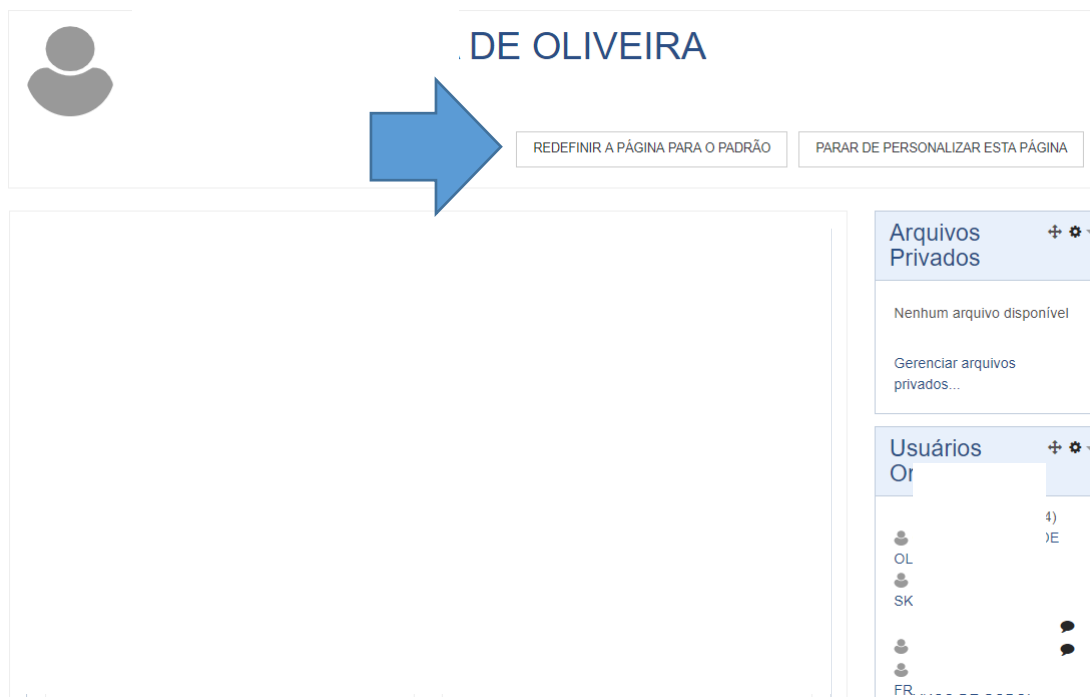 DE OLIVEIRA
REDEFINIR A PÁGINA PARA O PADRÃO
PARAR DE PERSONALIZAR ESTA PÁGINA
Arquivos
Privados
Nenhum arquivo disponível
Gerenciar arquivos
privados...
Usuários
4)
DE
OL
SK
FR